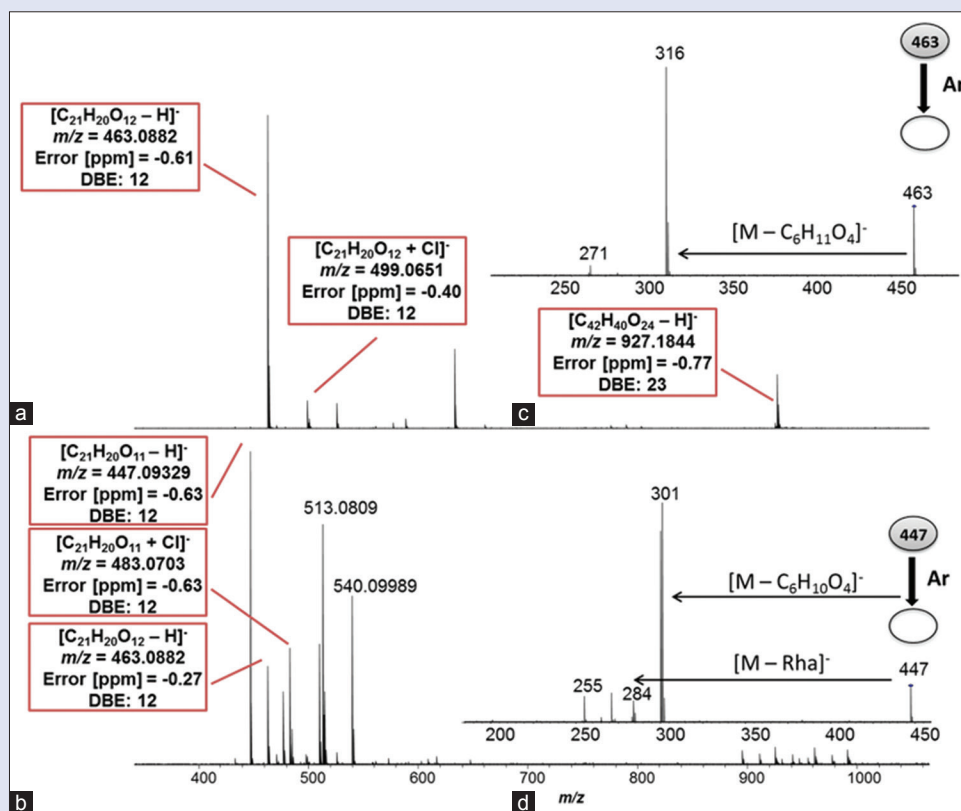 [C21H20O12 – H]-
m/z = 463.0882
Error [ppm] = -0.61
DBE: 12
[C21H20O12 + Cl]-
m/z = 499.0651
Error [ppm] = -0.40
DBE: 12
a
316
463
Ar
463
[M – C6H11O4]-
271
250 300 350 400 450
[C42H40O24 – H]-
m/z = 927.1844
Error [ppm] = -0.77
DBE: 23
c
[C21H20O11 – H]-
m/z = 447.09329
Error [ppm] = -0.63
DBE: 12
[C21H20O11 + Cl]-
m/z = 483.0703
Error [ppm] = -0.63
DBE: 12
[C21H20O12 – H]-
m/z = 463.0882
Error [ppm] = -0.27
DBE: 12
513.0809
540.09989
301
447
Ar
[M – C6H10O4]-
[M – Rha]-
447
255
284
200 250 300 350 400 450
400 500 600 700 800 900 1000
b
d
m/z